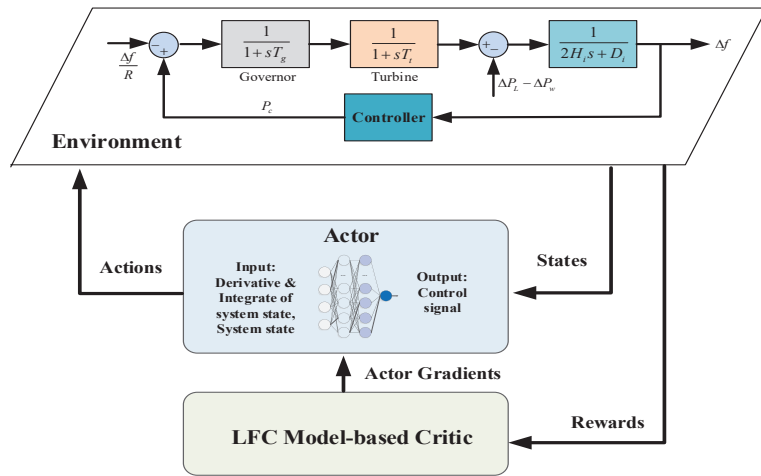 Δf
R
−
+
1
1 + sT_g
Governor
1
1 + sT_t
Turbine
+
−
1
2H_i s + D_i
Δf
ΔP_L − ΔP_w
P_c
Controller
Environment
Actor
Actions
Input:
Derivative &
Integrate of
system state,
System state
Output:
Control
signal
States
Actor Gradients
LFC Model-based Critic
Rewards